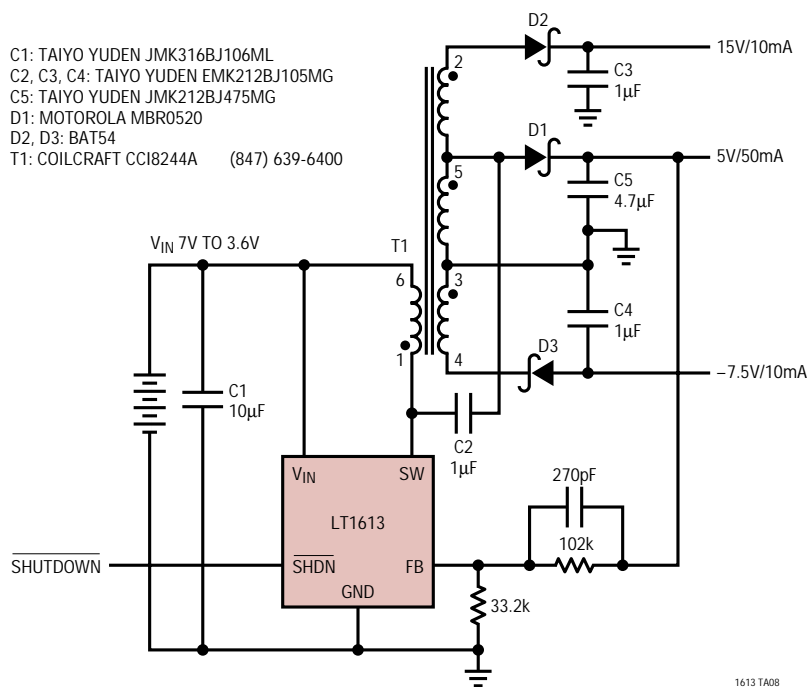 C1: TAIYO YUDEN JMK316BJ106ML
C2, C3, C4: TAIYO YUDEN EMK212BJ105MG
C5: TAIYO YUDEN JMK212BJ475MG
D1: MOTOROLA MBR0520
D2, D3: BAT54
T1: COILCRAFT CCI8244A (847) 639-6400
D2
15V/10mA
2
C3
1µF
D1
5V/50mA
5
C5
4.7µF
VIN 7V TO 3.6V
T1
6
3
C4
1µF
1
4
D3
–7.5V/10mA
C1
10µF
C2
1µF
VIN
SW
270pF
LT1613
102k
SHUTDOWN
SHDN
FB
GND
33.2k
1613 TA08